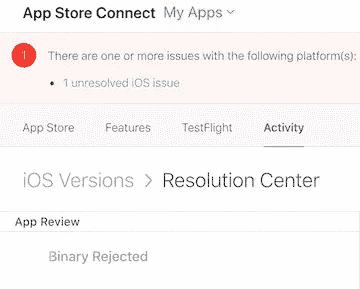 App Store Connect My Apps
1
There are one or more issues with the following platform(s):
• 1 unresolved iOS issue
App Store Features TestFlight Activity
iOS Versions > Resolution Center
App Review
Binary Rejected